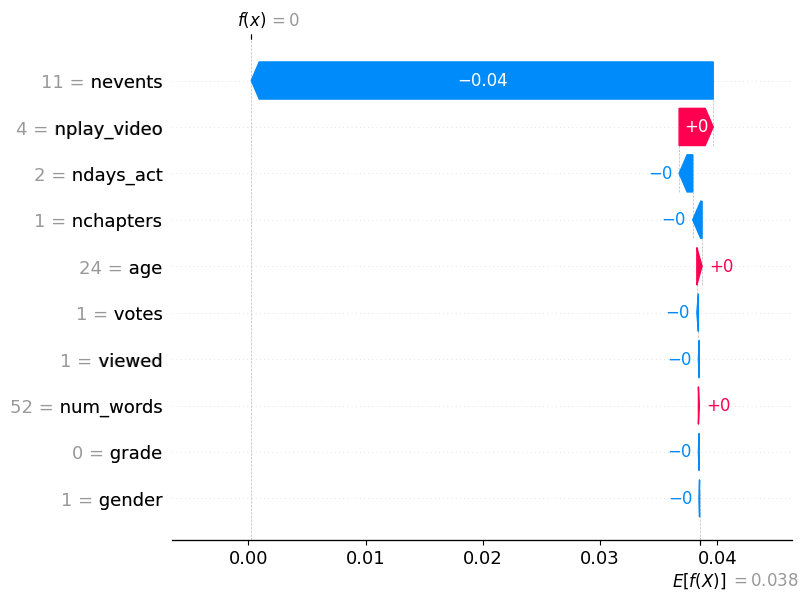 f(x) = 0
11 = nevents
−0.04
4 = nplay_video
+0
2 = ndays_act
−0
1 = nchapters
−0
24 = age
+0
1 = votes
−0
1 = viewed
−0
52 = num_words
+0
0 = grade
−0
1 = gender
−0
0.00 0.01 0.02 0.03 0.04
E[f(X)] = 0.038